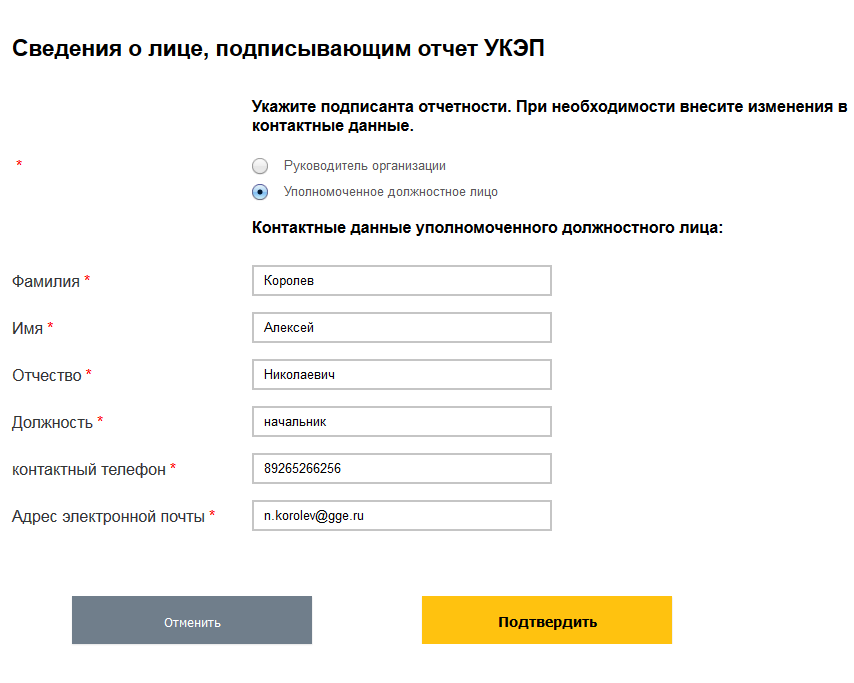 Сведения о лице, подписывающим отчет УКЭП
Укажите подписанта отчетности. При необходимости внесите изменения в
контактные данные.
*
Руководитель организации
Уполномоченное должностное лицо
Контактные данные уполномоченного должностного лица:
Фамилия * Королев
Имя * Алексей
Отчество * Николаевич
Должность * начальник
контактный телефон * 89265266256
Адрес электронной почты * n.korolev@gge.ru
Отменить Подтвердить